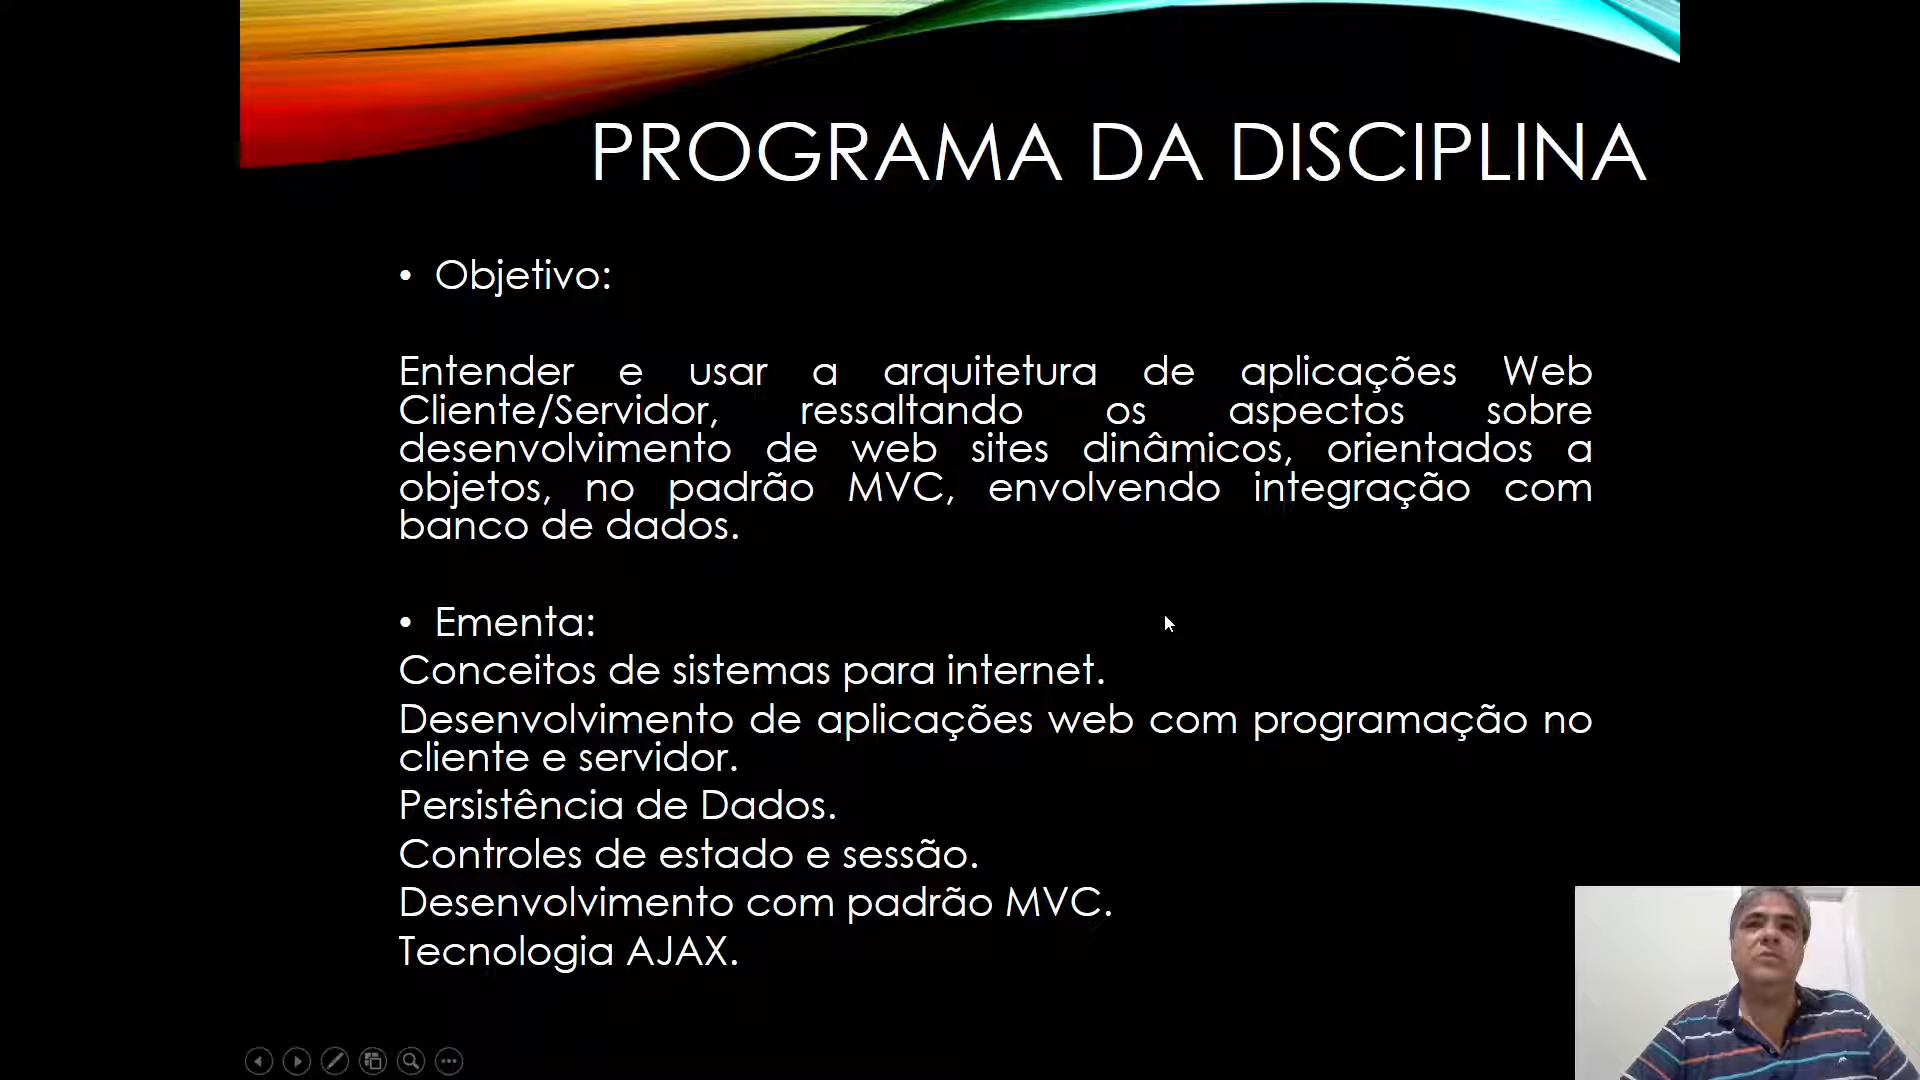 PROGRAMA DA DISCIPLINA
• Objetivo:
Entender e usar a arquitetura de aplicações Web
Cliente/Servidor, ressaltando os aspectos sobre
desenvolvimento de web sites dinâmicos, orientados a
objetos, no padrão MVC, envolvendo integração com
banco de dados.
• Ementa:
Conceitos de sistemas para internet.
Desenvolvimento de aplicações web com programação no
cliente e servidor.
Persistência de Dados.
Controles de estado e sessão.
Desenvolvimento com padrão MVC.
Tecnologia AJAX.